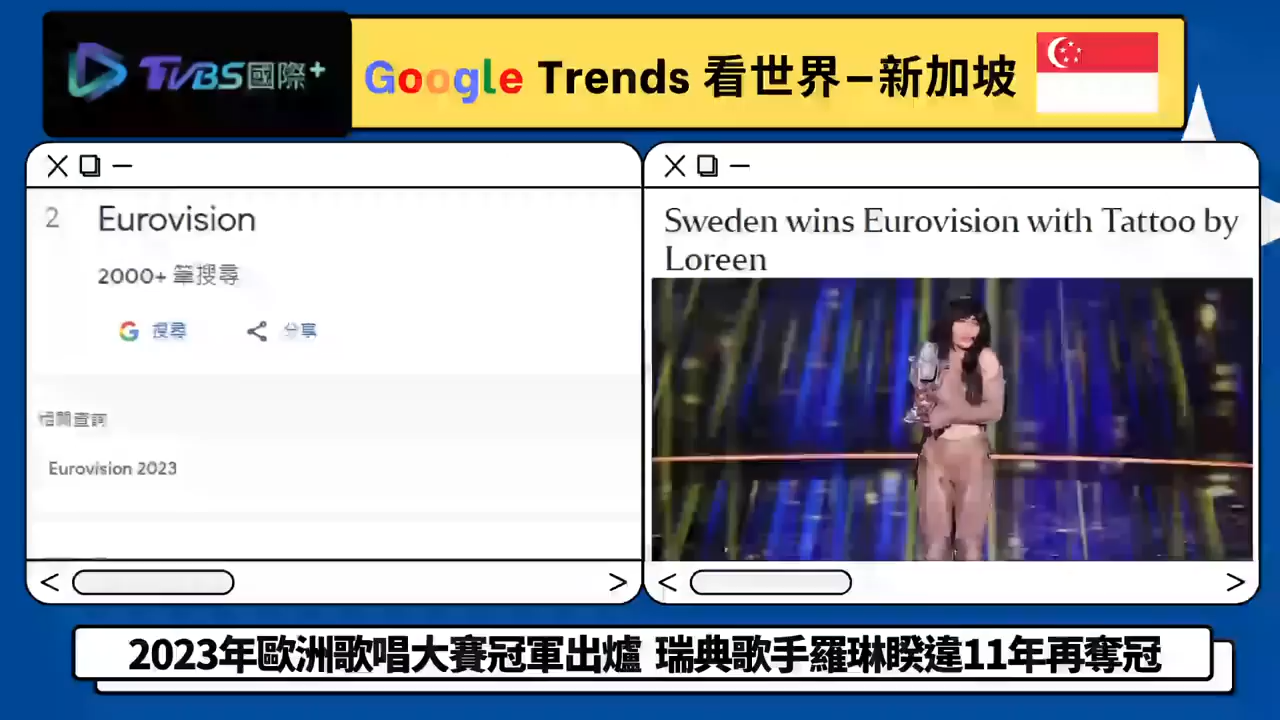 TVBS國際+
Google Trends 看世界–新加坡
2
Eurovision
2000+ 筆搜尋
搜尋
分享
相關查詢
Eurovision 2023
Sweden wins Eurovision with Tattoo by
Loreen
2023年歐洲歌唱大賽冠軍出爐 瑞典歌手羅琳睽違11年再奪冠